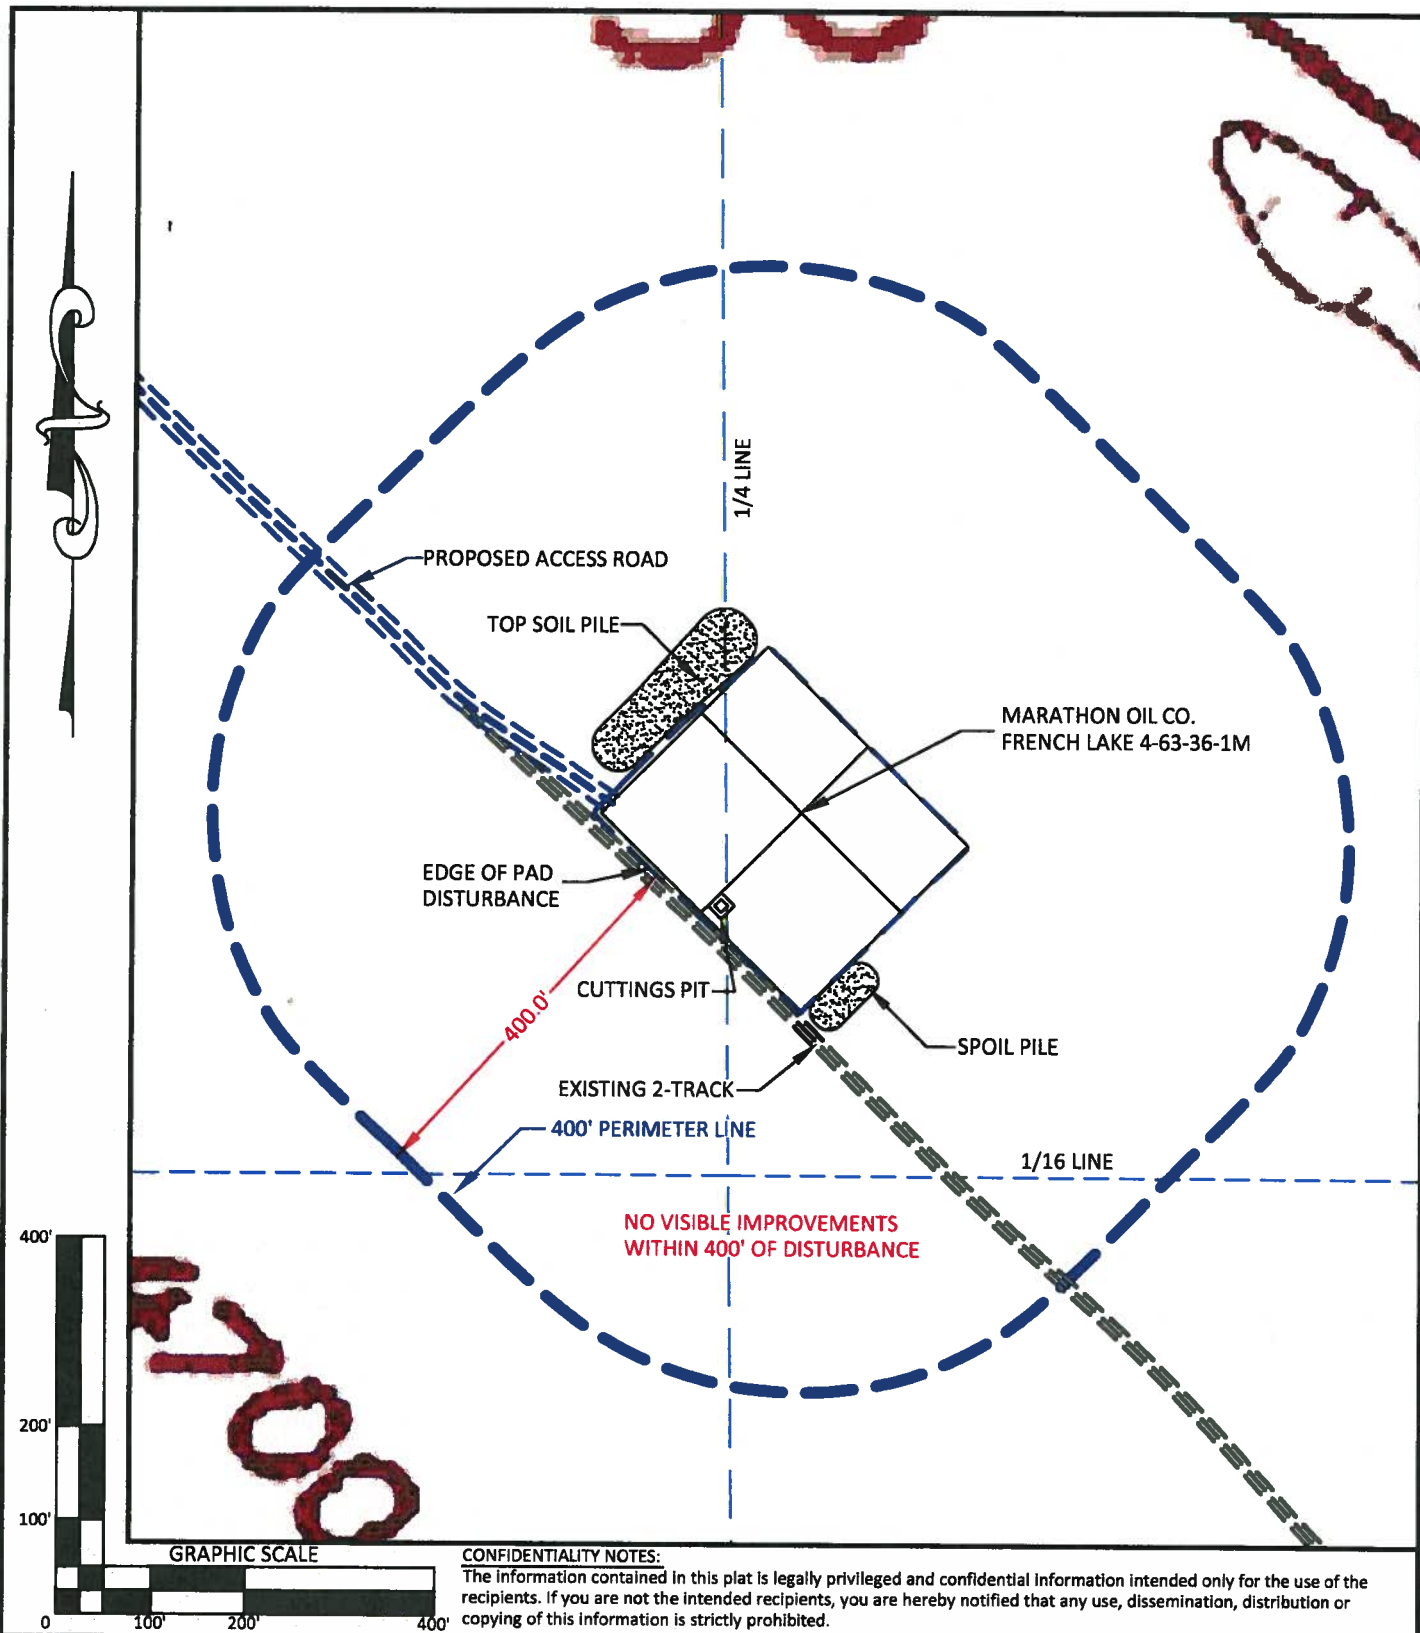 1/4 LINE
PROPOSED ACCESS ROAD
TOP SOIL PILE
MARATHON OIL CO.
FRENCH LAKE 4-63-36-1M
EDGE OF PAD
DISTURBANCE
400.0'
CUTTINGS PIT
SPOIL PILE
EXISTING 2-TRACK
400' PERIMETER LINE
1/16 LINE
NO VISIBLE IMPROVEMENTS
WITHIN 400' OF DISTURBANCE
400'
200'
100'
GRAPHIC SCALE
0 100' 200' 400'
CONFIDENTIALITY NOTES:
The information contained in this plat is legally privileged and confidential information intended only for the use of the
recipients. If you are not the intended recipients, you are hereby notified that any use, dissemination, distribution or
copying of this information is strictly prohibited.